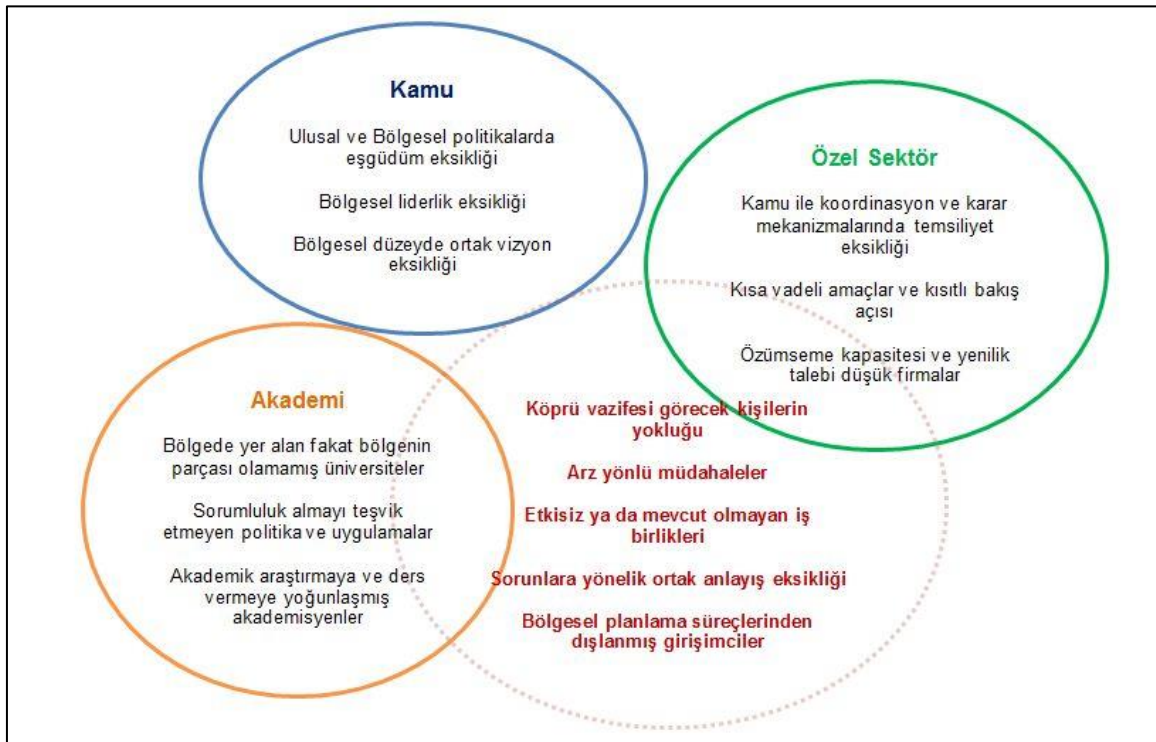 Kamu
Ulusal ve Bölgesel politikalarda
eşgüdüm eksikliği
Bölgesel liderlik eksikliği
Bölgesel düzeyde ortak vizyon
eksikliği
Özel Sektör
Kamu ile koordinasyon ve karar
mekanizmalarında temsiliyet
eksikliği
Kısa vadeli amaçlar ve kısıtlı bakış
açısı
Özümseme kapasitesi ve yenilik
talebi düşük firmalar
Akademi
Bölgede yer alan fakat bölgenin
parçası olamamış üniversiteler
Sorumluluk almayı teşvik
etmeyen politika ve uygulamalar
Akademik araştırmaya ve ders
vermeye yoğunlaşmış
akademisyenler
Köprü vazifesi görecek kişilerin
yokluğu
Arz yönlü müdahaleler
Etkisiz ya da mevcut olmayan iş
birlikleri
Sorunlara yönelik ortak anlayış eksikliği
Bölgesel planlama süreçlerinden
dışlanmış girişimciler